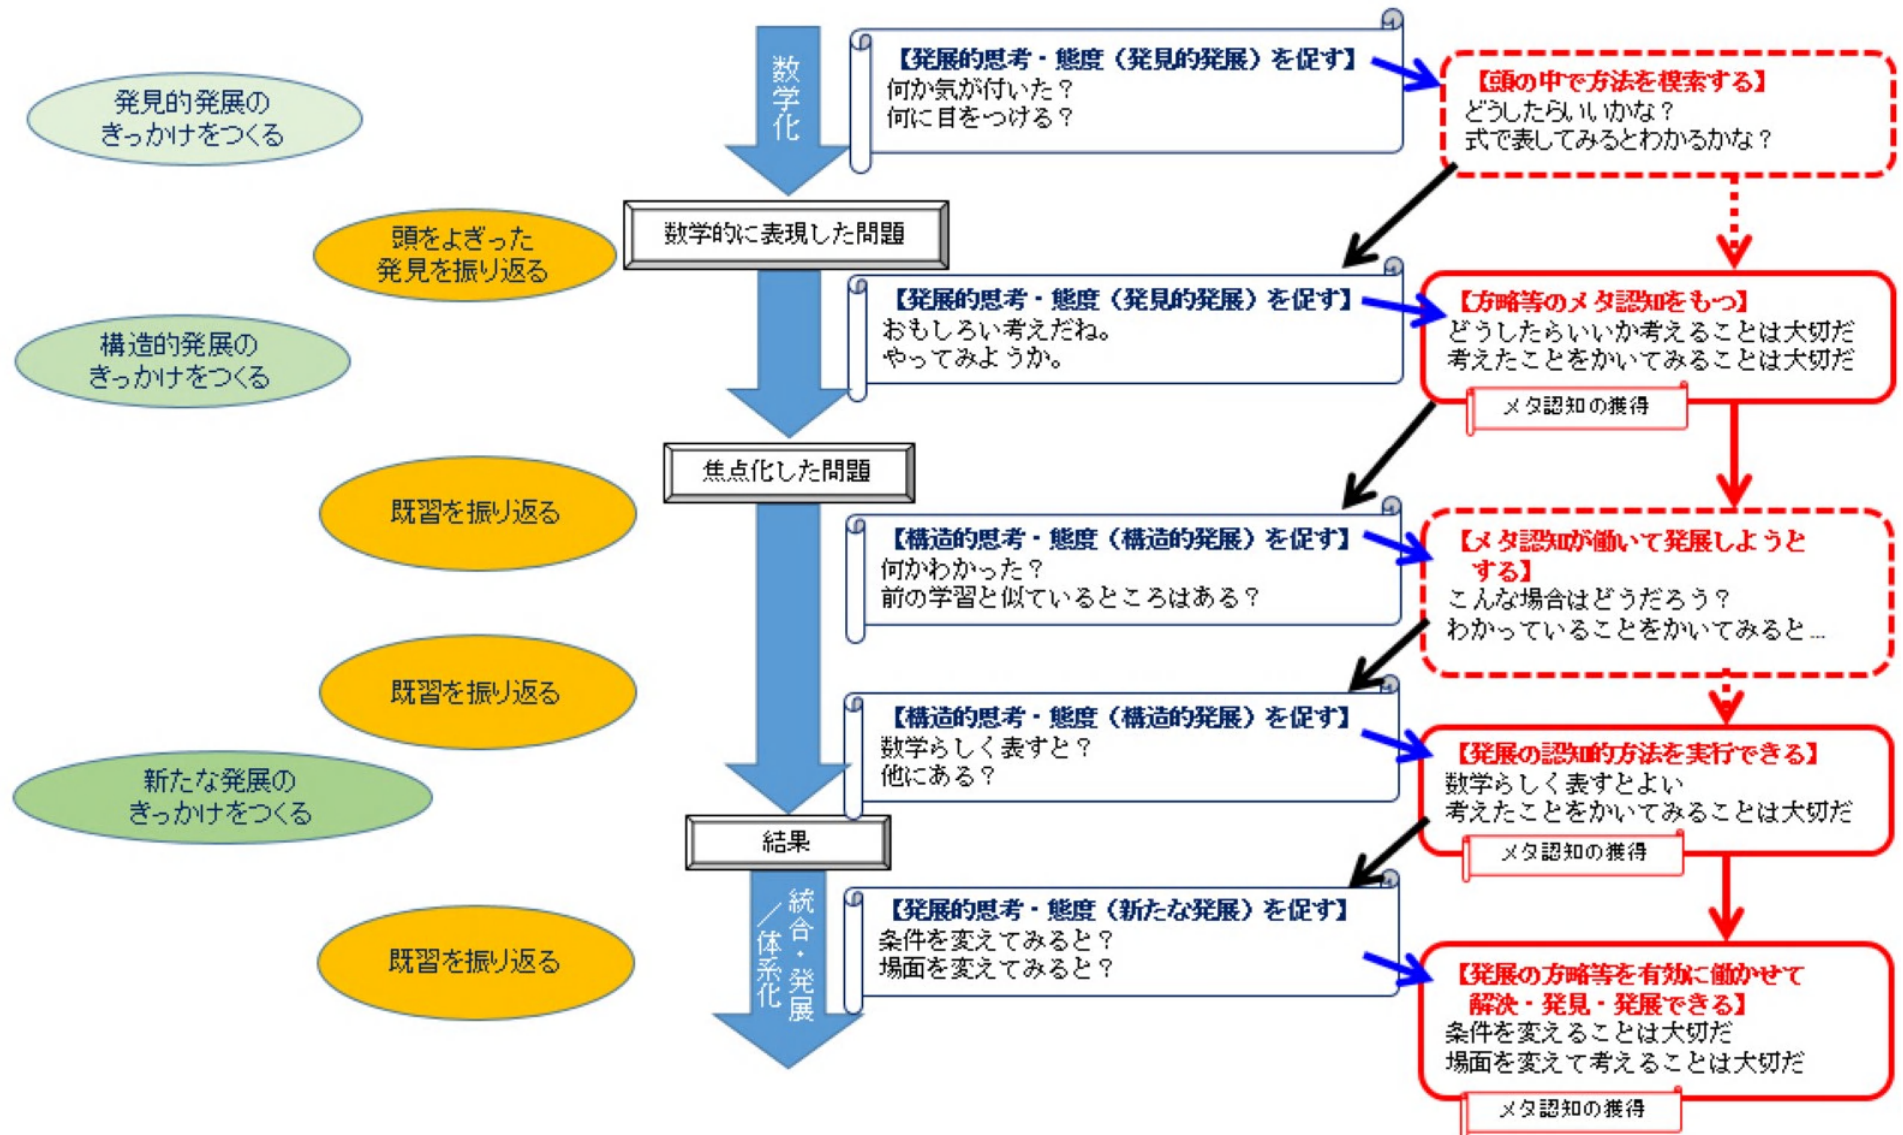 発見的発展の
きっかけをつくる
数学化
【発展的思考・態度（発見的発展）を促す】
何か気が付いた？
何に目をつける？
【頭の中で方法を模索する】
どうしたらいいかな？
式で表してみるとわかるかな？
頭をよぎった
発見を振り返る
数学的に表現した問題
構造的発展の
きっかけをつくる
【発展的思考・態度（発見的発展）を促す】
おもしろい考えだね。
やってみようか。
【方略等のメタ認知をもつ】
どうしたらいいか考えることは大切だ
考えたことをかいてみることは大切だ
メタ認知の獲得
焦点化した問題
既習を振り返る
【構造的思考・態度（構造的発展）を促す】
何かわかった？
前の学習と似ているところはある？
【メタ認知が働いて発展しようと
する】
こんな場合はどうだろう？
わかっていることをかいてみると…
既習を振り返る
【構造的思考・態度（構造的発展）を促す】
数学らしく表すと？
他にある？
【発展の認知的方法を実行できる】
数学らしく表すとよい
考えたことをかいてみることは大切だ
メタ認知の獲得
新たな発展の
きっかけをつくる
結果
統合・発展
／体系化
既習を振り返る
【発展的思考・態度（新たな発展）を促す】
条件を変えてみると？
場面を変えてみると？
【発展の方略等を有効に働かせて
解決・発見・発展できる】
条件を変えることは大切だ
場面を変えて考えることは大切だ
メタ認知の獲得